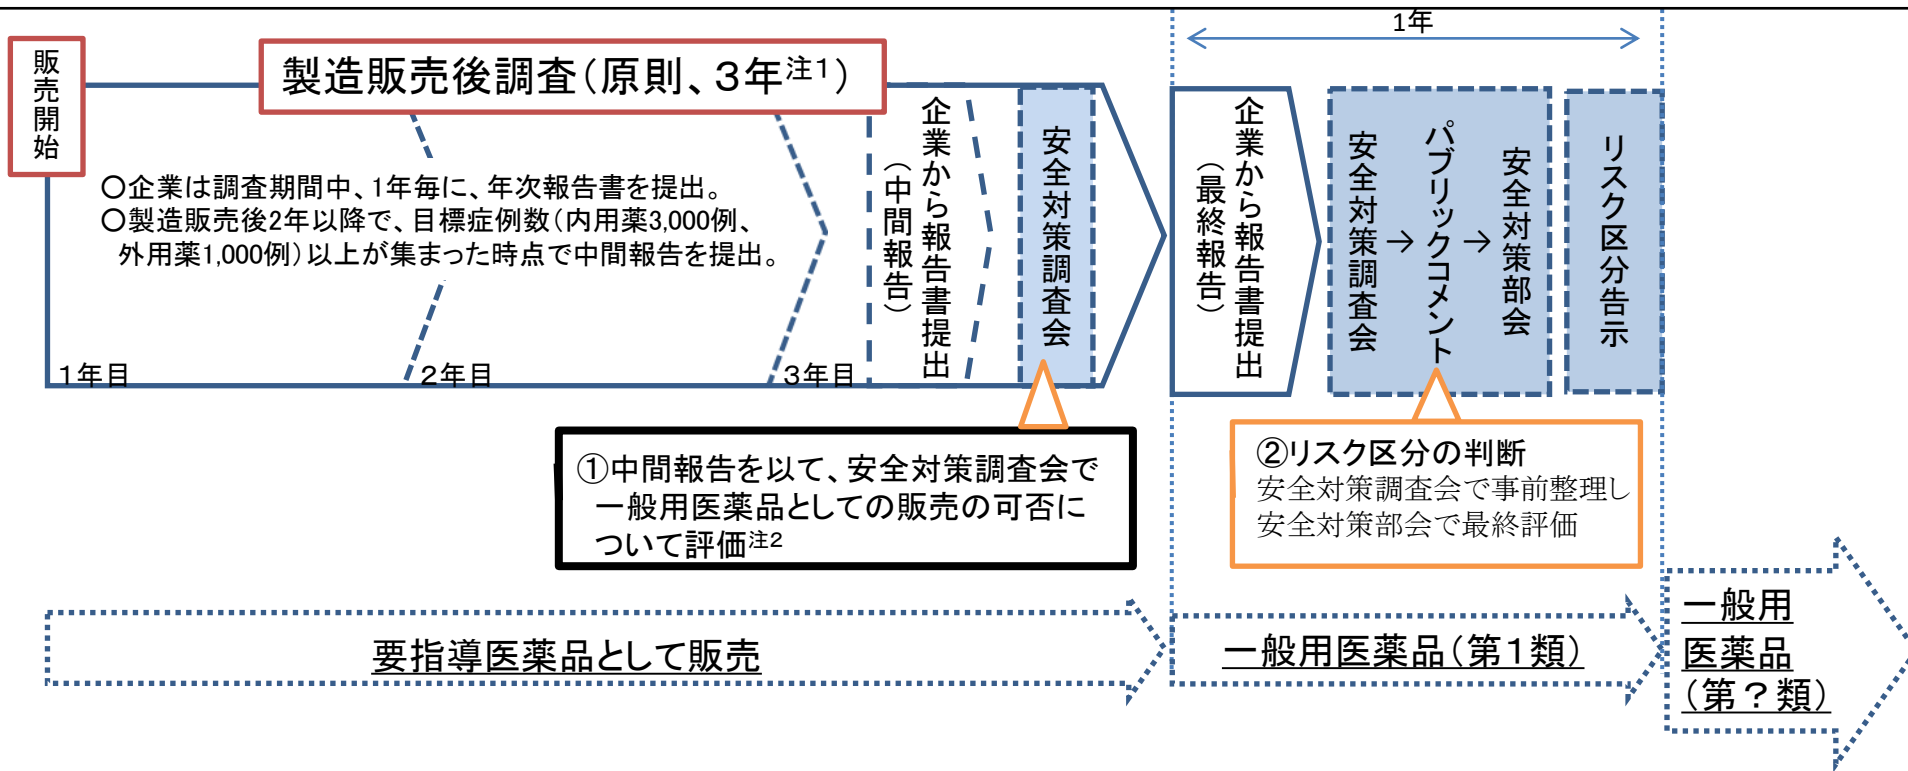 1年
販売開始
製造販売後調査（原則、３年注1）
○企業は調査期間中、1年毎に、年次報告書を提出。
○製造販売後2年以降で、目標症例数（内用薬3,000例、
外用薬1,000例）以上が集まった時点で中間報告を提出。
1年目
2年目
3年目
企業から報告書提出
（中間報告）
安全対策調査会
企業から報告書提出
（最終報告）
安全対策調査会
→
パブリックコメント
→
安全対策部会
リスク区分告示
①中間報告を以て、安全対策調査会で
一般用医薬品としての販売の可否に
ついて評価注2
②リスク区分の判断
安全対策調査会で事前整理し
安全対策部会で最終評価
要指導医薬品として販売
一般用医薬品（第１類）
一般用
医薬品
（第？類）